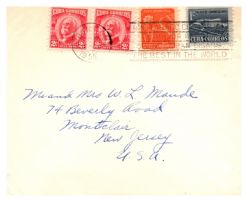 CUBA CORREOS CUBA CORREOS
CUBA CORREOS
THE BEST IN THE WORLD
Mr and Mrs W. L. Maude
74 Beverly Road
Montclair
New Jersey
U.S.A.